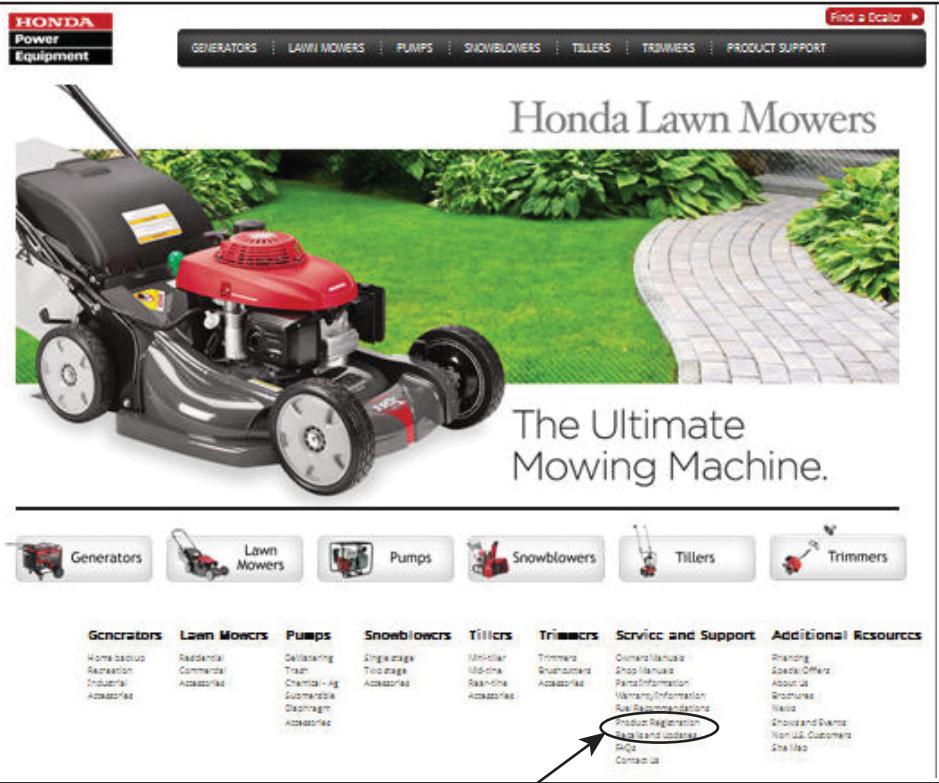 HONDA
Power
Equipment
Find a Dealer
GENERATORS LAWN MOWERS PUMPS SNOWBLOWERS TILLERS TRIMMERS PRODUCT SUPPORT
Honda Lawn Mowers
The Ultimate
Mowing Machine.
Generators
Lawn
Mowers
Pumps
Snowblowers
Tillers
Trimmers
Generators
Home backup
Recreation
Industrial
Accessories
Lawn Mowers
Residential
Commercial
Accessories
Pumps
DeWatering
Trash
Chemical - Ag
Submersible
Diaphragm
Accessories
Snowblowers
Single stage
Two stage
Accessories
Tillers
Mini-tiller
Mid-tine
Rear-tine
Accessories
Trimmers
Trimmers
Brushcutters
Accessories
Service and Support
Owners Manuals
Shop Manuals
Parts Information
Warranty Information
Fuel Recommendations
Product Registration
Recalls and Updates
FAQs
Contact Us
Additional Resources
Financing
Special Offers
About Us
Brochures
News
Shows and Events
Non U.S. Customers
Site Map